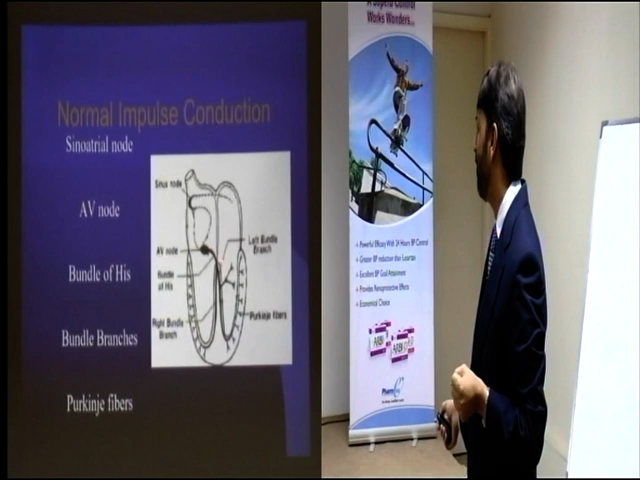 Normal Impulse Conduction
Sinoatrial node
AV node
Bundle of His
Bundle Branches
Purkinje fibers
Sinus node
AV node
Bundle
of His
Right Bundle
Branch
Left Bundle
Branch
Purkinje fibers
A Superb Control
Works Wonders...
Powerful Efficacy With 24 Hours BP Control
Greater BP reduction than Losartan
Excellent BP Goal Attainment
Provides Renoprotective Effects
Economical Choice